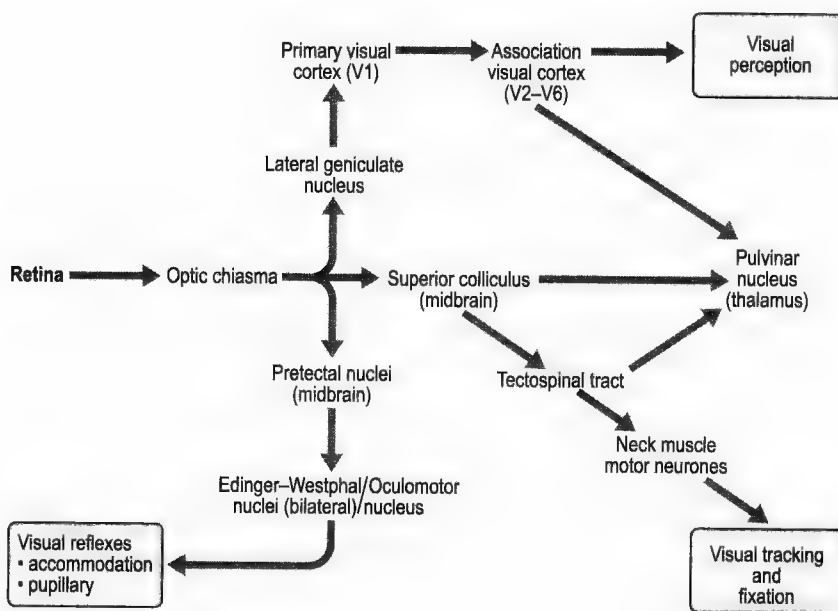 Primary visual
cortex (V1)
Association
visual cortex
(V2–V6)
Visual
perception
Lateral geniculate
nucleus
Retina
Optic chiasma
Superior colliculus
(midbrain)
Pulvinar
nucleus
(thalamus)
Pretectal nuclei
(midbrain)
Tectospinal tract
Neck muscle
motor neurones
Edinger–Westphal/Oculomotor
nuclei (bilateral)/nucleus
Visual reflexes
• accommodation
• pupillary
Visual tracking
and
fixation